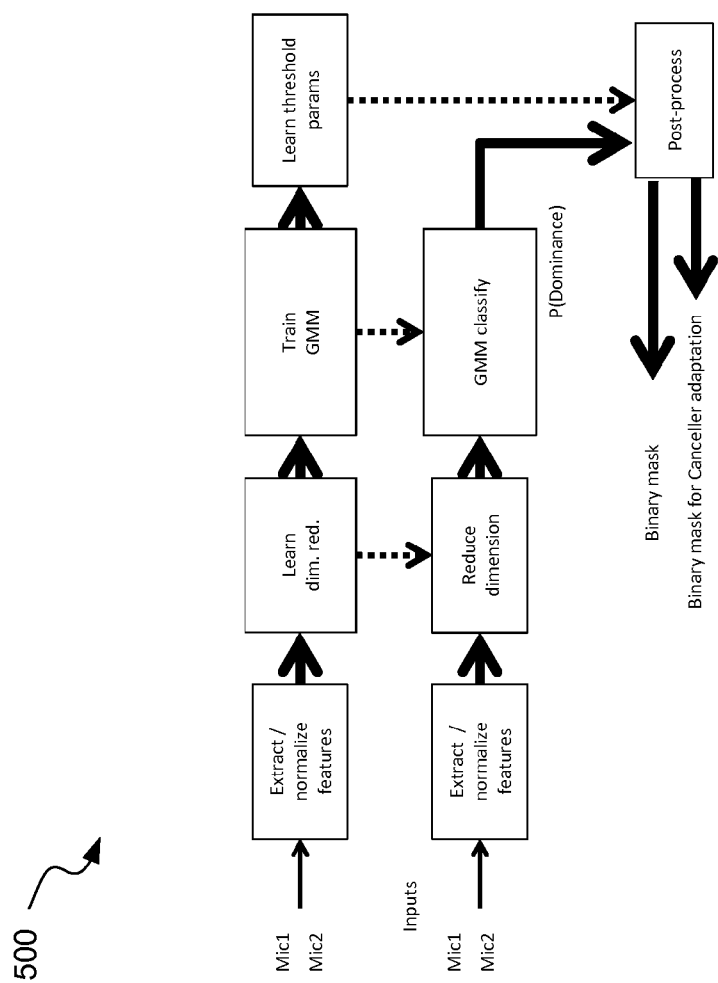 500
Mic1
Mic2
Extract /
normalize
features
Learn
dim. red.
Train
GMM
Learn threshold
params
Inputs
Mic1
Mic2
Extract /
normalize
features
Reduce
dimension
GMM classify
P(Dominance)
Post-process
Binary mask
Binary mask for Canceller adaptation